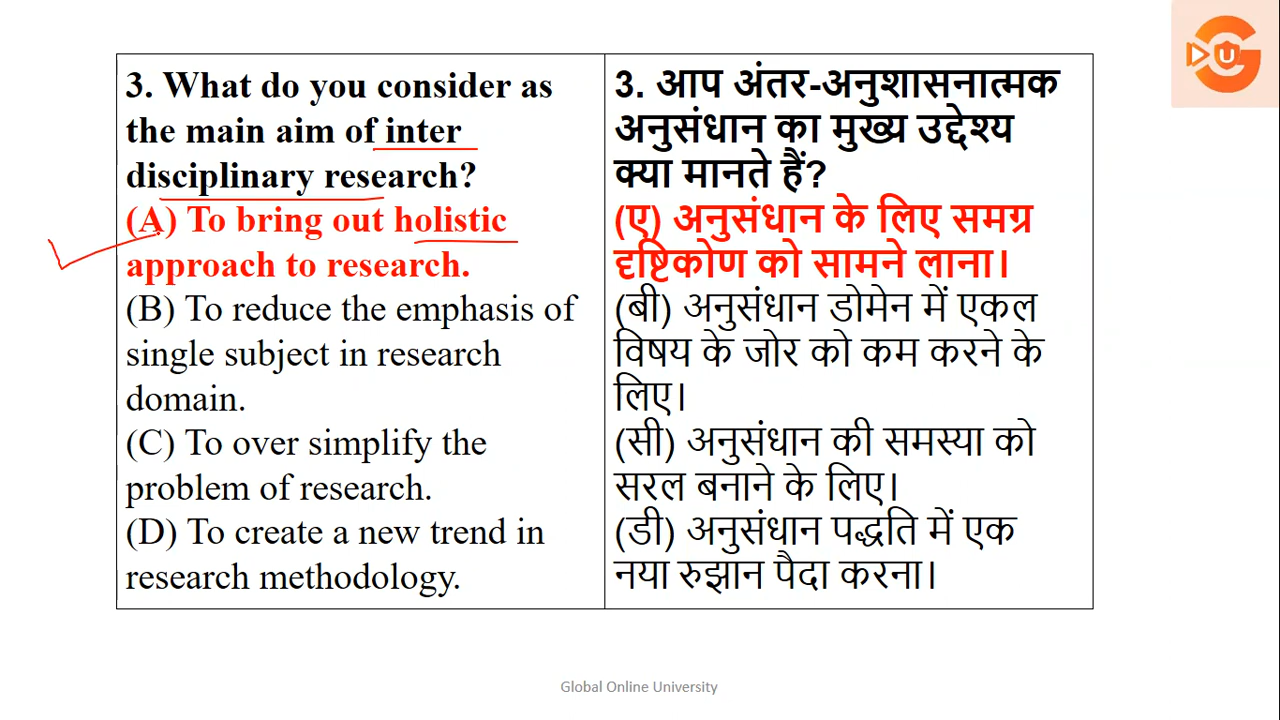 3. What do you consider as
the main aim of inter
disciplinary research?
(A) To bring out holistic
approach to research.
(B) To reduce the emphasis of
single subject in research
domain.
(C) To over simplify the
problem of research.
(D) To create a new trend in
research methodology.
3. आप अंतर-अनुशासनात्मक
अनुसंधान का मुख्य उद्देश्य
क्या मानते हैं?
(ए) अनुसंधान के लिए समग्र
दृष्टिकोण को सामने लाना।
(बी) अनुसंधान डोमेन में एकल
विषय के जोर को कम करने के
लिए।
(सी) अनुसंधान की समस्या को
सरल बनाने के लिए।
(डी) अनुसंधान पद्धति में एक
नया रुझान पैदा करना।
U
Global Online University